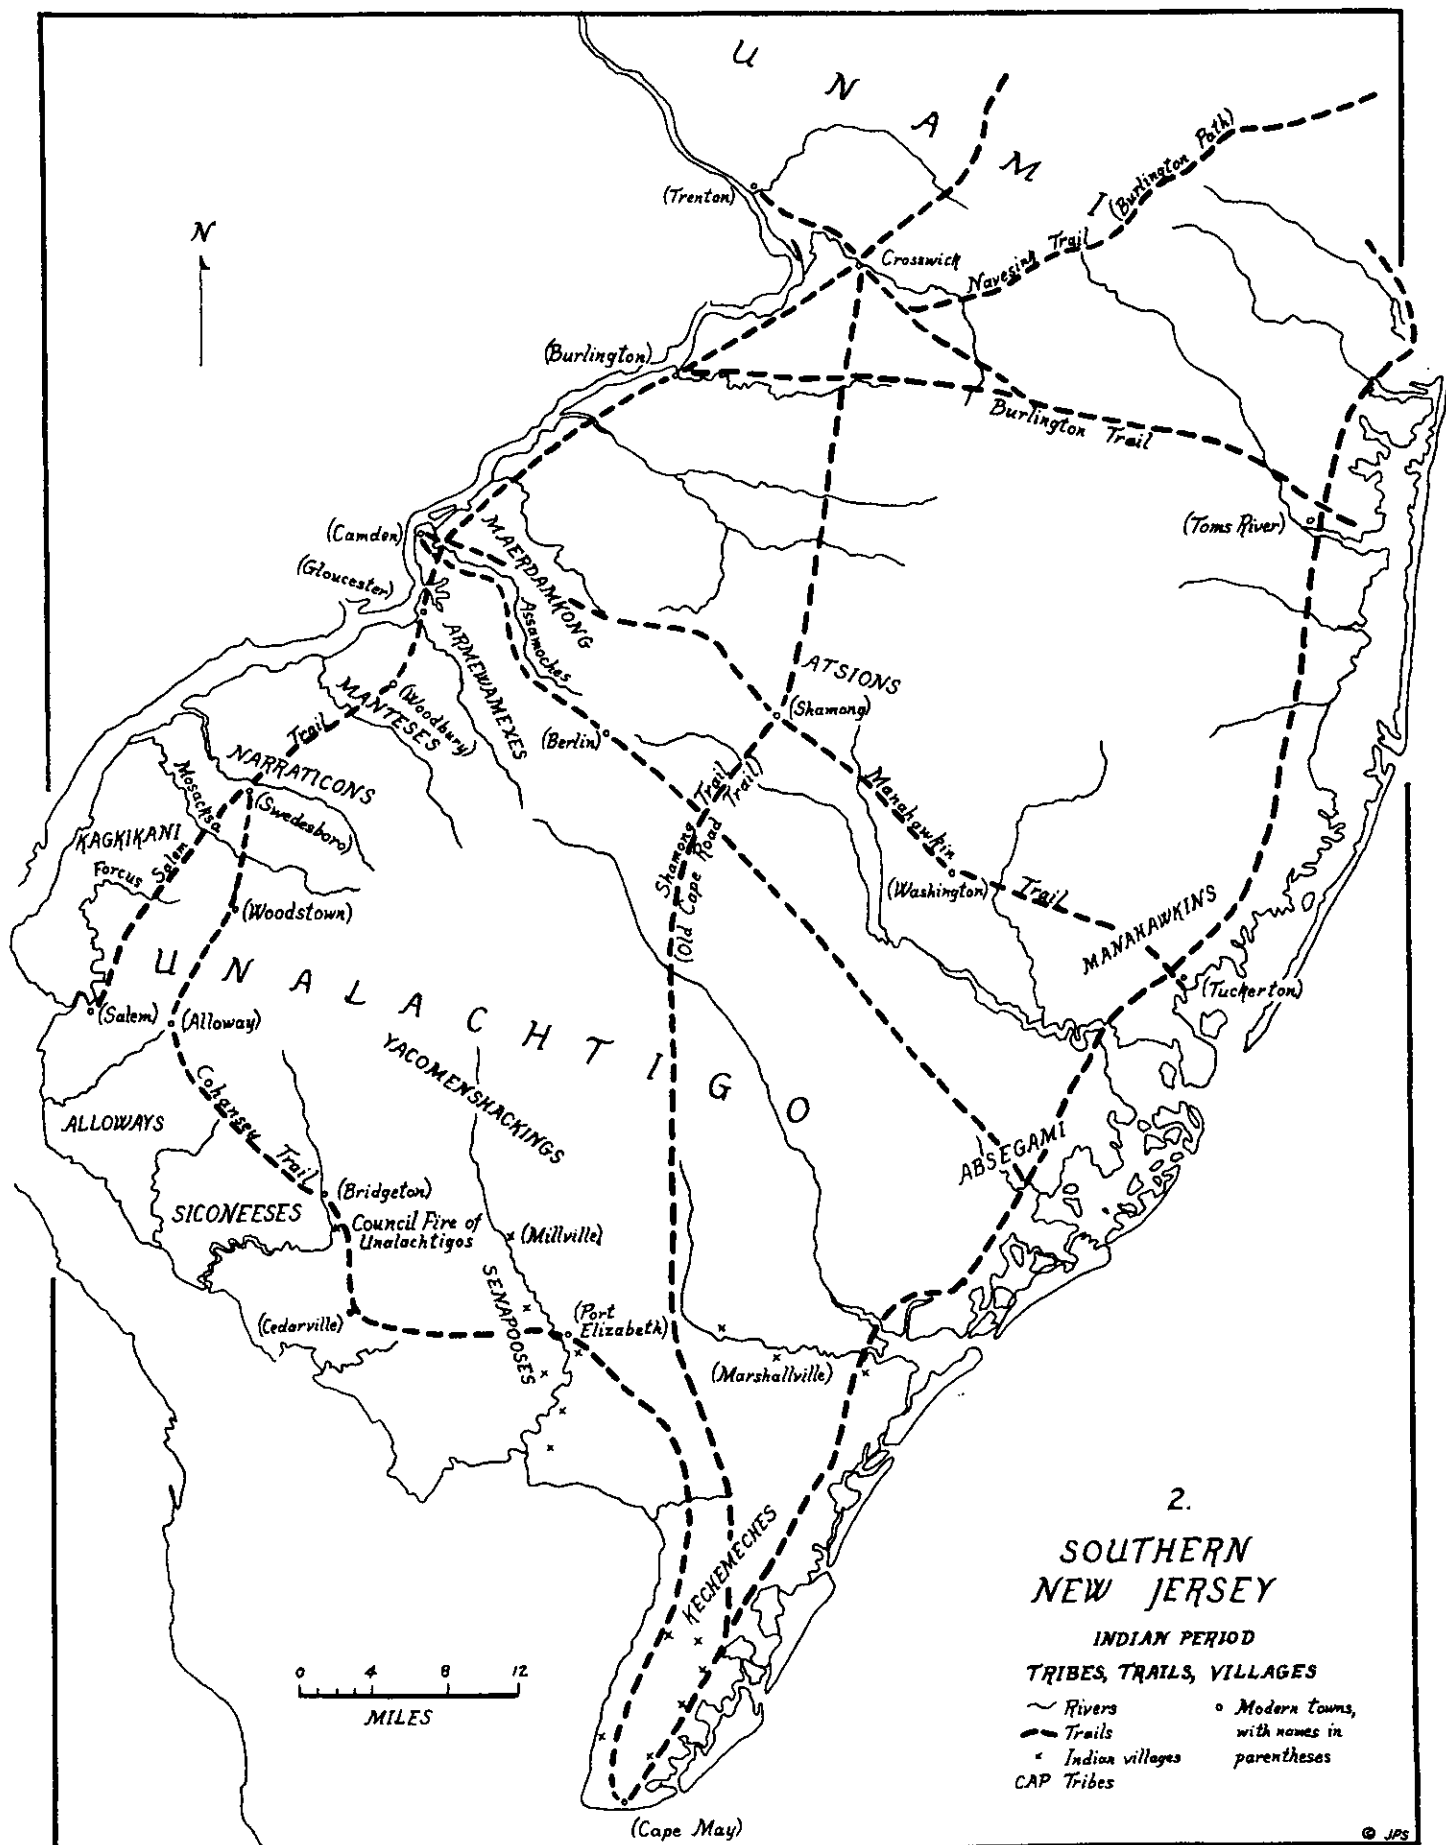 UNAMI
N
(Trenton)
Crosswick
Navesink Trail
(Burlington Path)
(Burlington)
Burlington Trail
(Camden)
(Gloucester)
MAERDAMKONG
Assamoches
ARMEWAMEXES
(Toms River)
ATSIONS
(Shamong)
(Woodbury)
MANTESES
(Berlin)
Trail
NARRATICONS
Mosacksa
(Swedesboro)
KAGKIKANI
Salem
Forcus
Shamong Trail
(Old Cape Road Trail)
Manahawkin
(Washington)
Trail
MANAHAWKINS
(Woodstown)
(Tuckerton)
UNALACHTIGO
(Salem)
(Alloway)
YACOMENSHACKINGS
Cohansey
Trail
ALLOWAYS
ABSEGAMI
(Bridgeton)
SICONEESES
Council Fire of
Unalachtigos
(Millville)
SENAPOOSES
(Cedarville)
(Port
Elizabeth)
(Marshallville)
KECHEMECHES
2.
SOUTHERN
NEW JERSEY
INDIAN PERIOD
TRIBES, TRAILS, VILLAGES
Rivers
Trails
x Indian villages
CAP Tribes
Modern towns,
with names in
parentheses
0 4 8 12
MILES
(Cape May)
© JPS